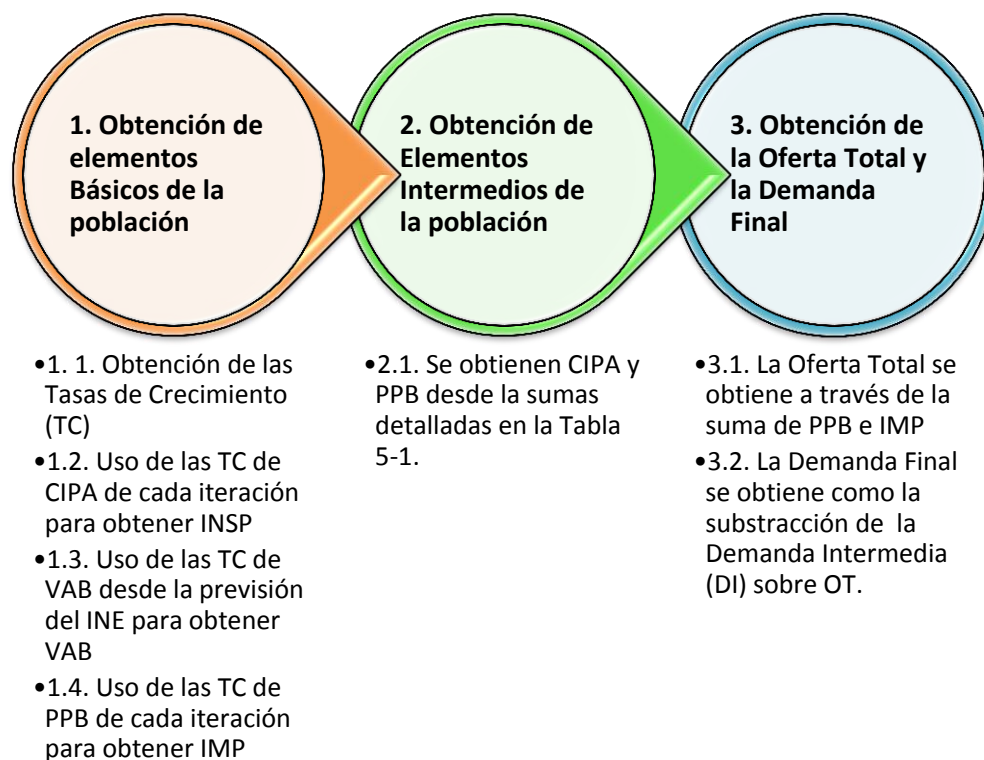 1. Obtención de
elementos
Básicos de la
población
2. Obtención de
Elementos
Intermedios de
la población
3. Obtención de
la Oferta Total y
la Demanda
Final
•1. 1. Obtención de las
Tasas de Crecimiento
(TC)
•1.2. Uso de las TC de
CIPA de cada iteración
para obtener INSP
•1.3. Uso de las TC de
VAB desde la previsión
del INE para obtener
VAB
•1.4. Uso de las TC de
PPB de cada iteración
para obtener IMP
•2.1. Se obtienen CIPA y
PPB desde la sumas
detalladas en la Tabla
5-1.
•3.1. La Oferta Total se
obtiene a través de la
suma de PPB e IMP
•3.2. La Demanda Final
se obtiene como la
substracción de  la
Demanda Intermedia
(DI) sobre OT.